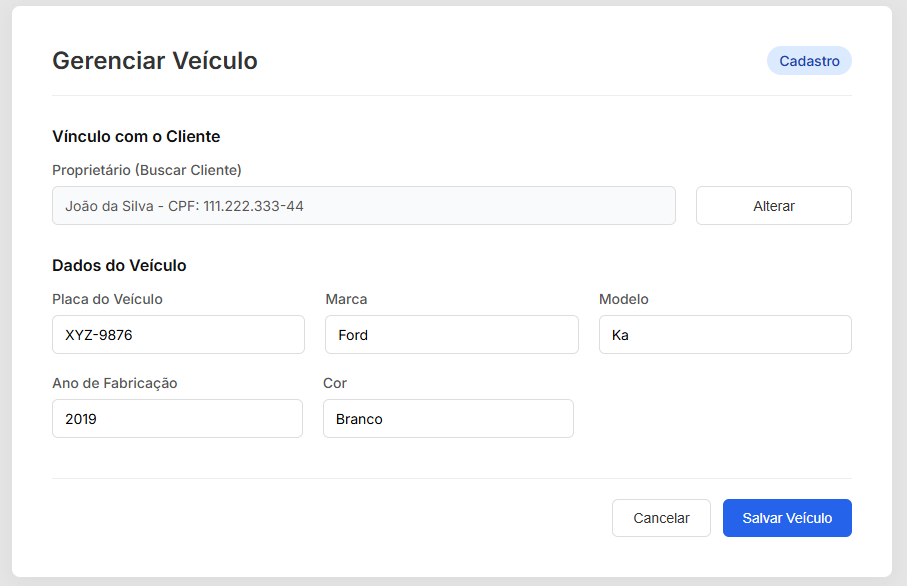 Gerenciar Veículo
Cadastro
Vínculo com o Cliente
Proprietário (Buscar Cliente)
João da Silva - CPF: 111.222.333-44
Alterar
Dados do Veículo
Placa do Veículo
Marca
Modelo
XYZ-9876
Ford
Ka
Ano de Fabricação
Cor
2019
Branco
Cancelar
Salvar Veículo